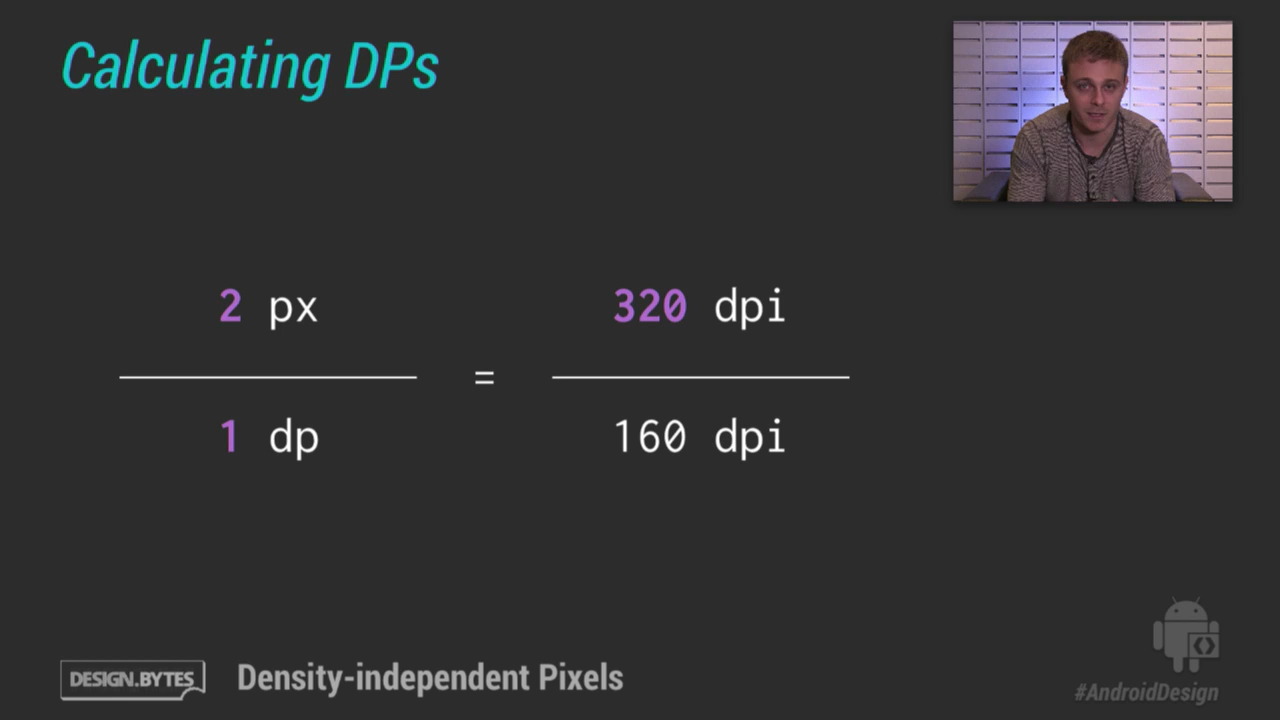 Calculating DPs
2 px
320 dpi
=
1 dp
160 dpi
DESIGN.BYTES
Density-independent Pixels
#AndroidDesign